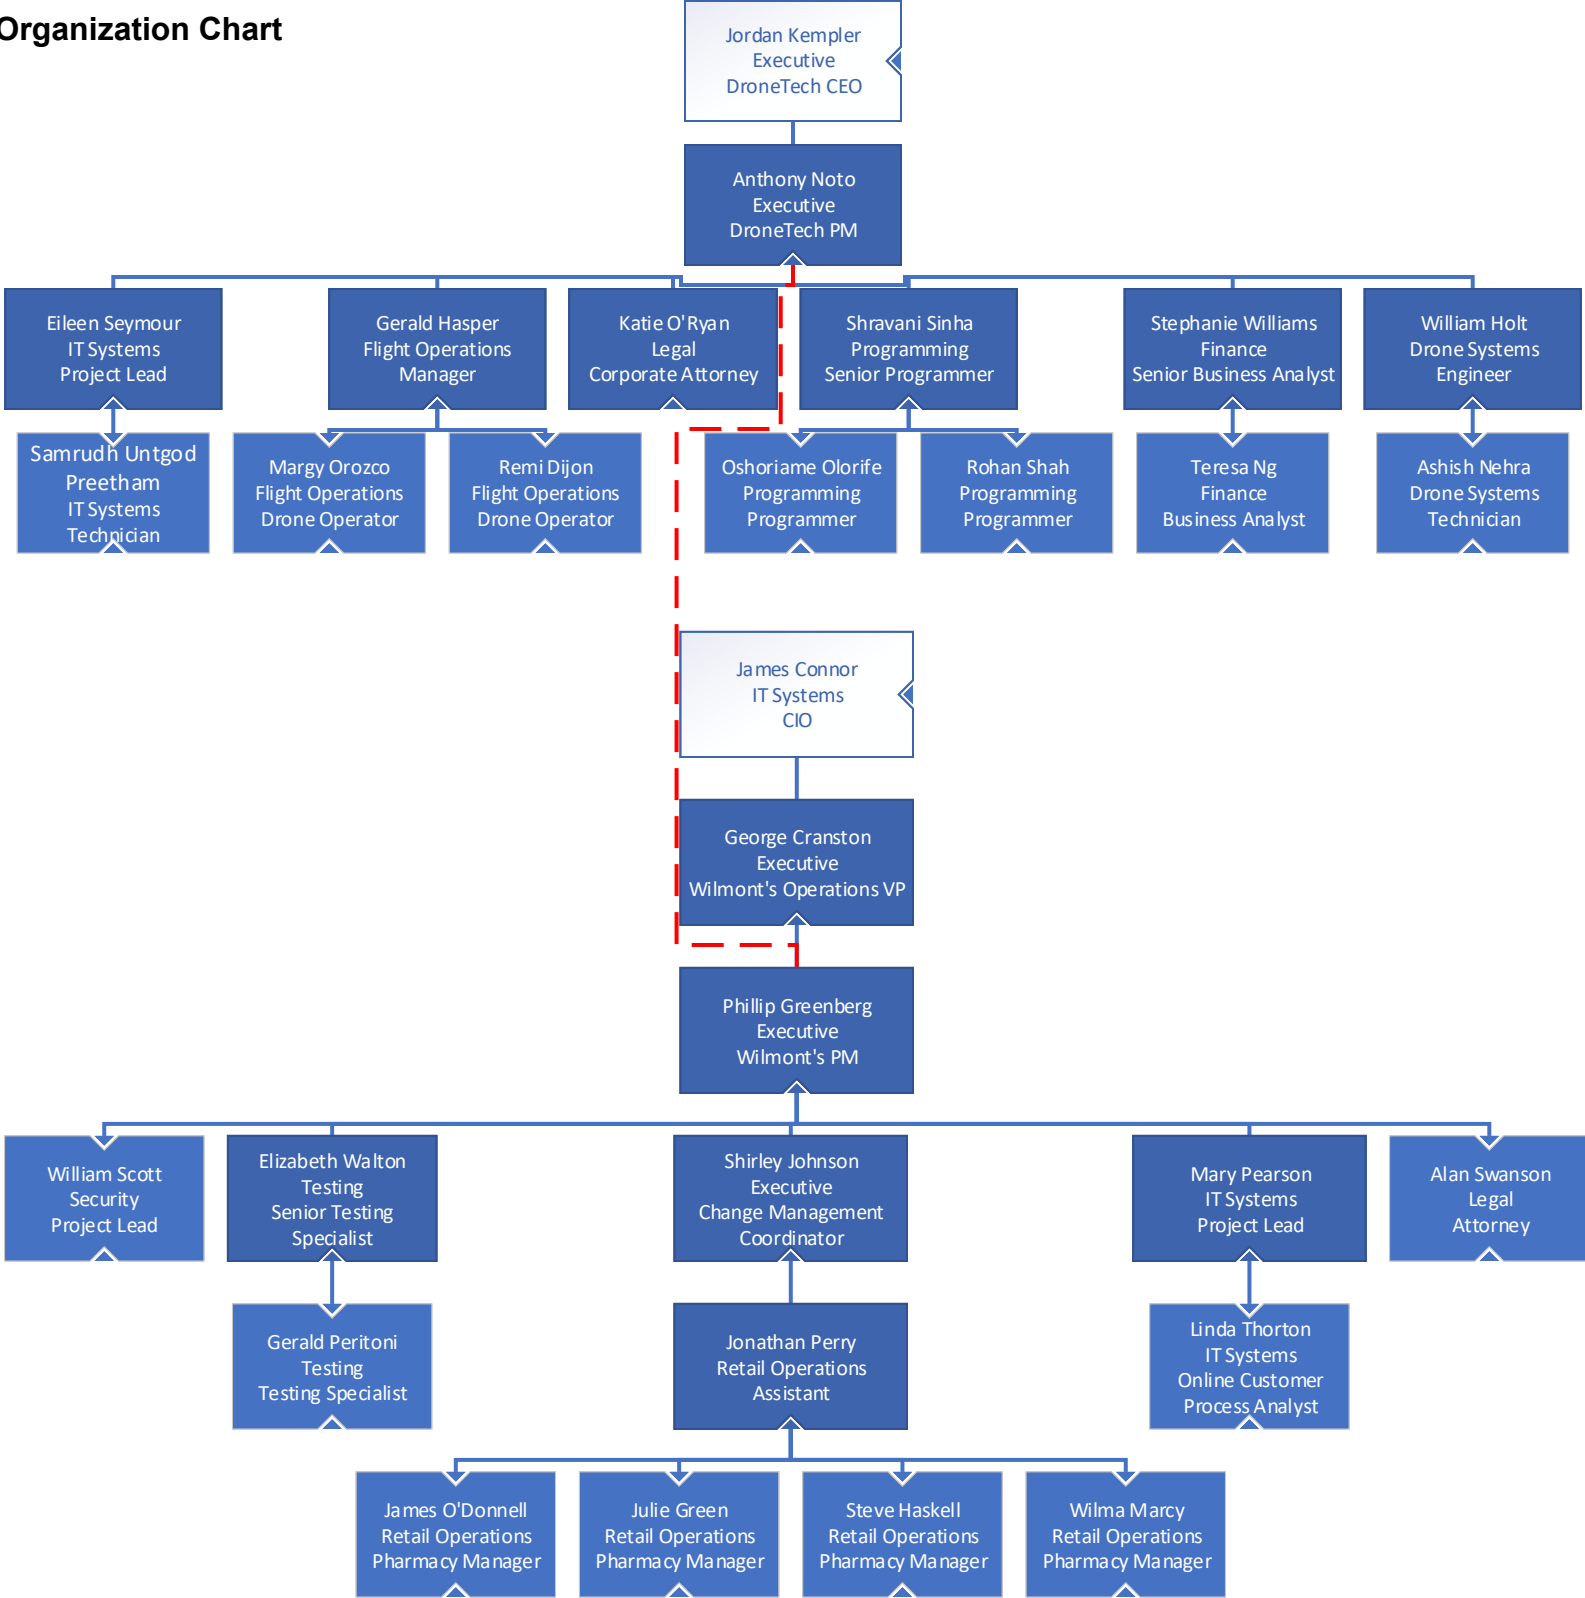 Organization Chart
Jordan Kempler
Executive
DroneTech CEO
Anthony Noto
Executive
DroneTech PM
Eileen Seymour
IT Systems
Project Lead
Gerald Hasper
Flight Operations
Manager
Katie O'Ryan
Legal
Corporate Attorney
Shravani Sinha
Programming
Senior Programmer
Stephanie Williams
Finance
Senior Business Analyst
William Holt
Drone Systems
Engineer
Samrudh Untgod
Preetham
IT Systems
Technician
Margy Orozco
Flight Operations
Drone Operator
Remi Dijon
Flight Operations
Drone Operator
Oshoriame Olorife
Programming
Programmer
Rohan Shah
Programming
Programmer
Teresa Ng
Finance
Business Analyst
Ashish Nehra
Drone Systems
Technician
James Connor
IT Systems
CIO
George Cranston
Executive
Wilmont's Operations VP
Phillip Greenberg
Executive
Wilmont's PM
William Scott
Security
Project Lead
Elizabeth Walton
Testing
Senior Testing
Specialist
Shirley Johnson
Executive
Change Management
Coordinator
Mary Pearson
IT Systems
Project Lead
Alan Swanson
Legal
Attorney
Gerald Peritoni
Testing
Testing Specialist
Jonathan Perry
Retail Operations
Assistant
Linda Thorton
IT Systems
Online Customer
Process Analyst
James O'Donnell
Retail Operations
Pharmacy Manager
Julie Green
Retail Operations
Pharmacy Manager
Steve Haskell
Retail Operations
Pharmacy Manager
Wilma Marcy
Retail Operations
Pharmacy Manager